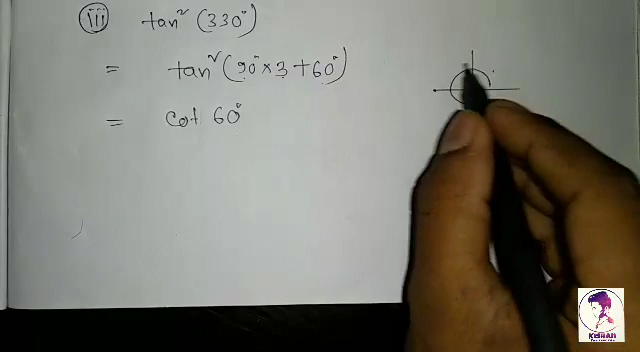 (iii) tan² (330°)
= tan² (90° × 3 + 60°)
= cot 60°